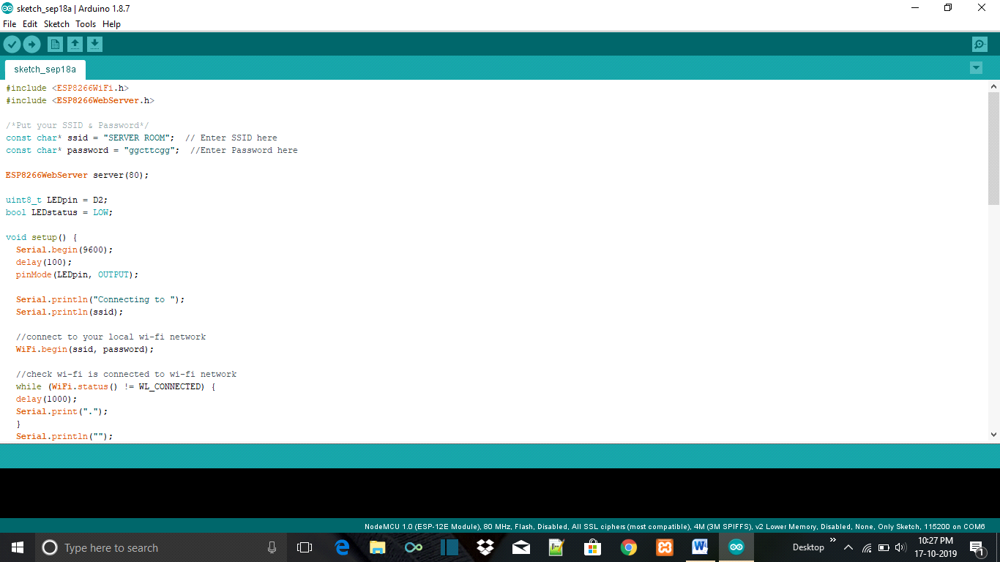 sketch_sep18a | Arduino 1.8.7
File Edit Sketch Tools Help
sketch_sep18a
#include <ESP8266WiFi.h>
#include <ESP8266WebServer.h>
/*Put your SSID & Password*/
const char* ssid = "SERVER ROOM";  // Enter SSID here
const char* password = "ggcttcgg";  //Enter Password here
ESP8266WebServer server(80);
uint8_t LEDpin = D2;
bool LEDstatus = LOW;
void setup() {
  Serial.begin(9600);
  delay(100);
  pinMode(LEDpin, OUTPUT);
  Serial.println("Connecting to ");
  Serial.println(ssid);
  //connect to your local wi-fi network
  WiFi.begin(ssid, password);
  //check wi-fi is connected to wi-fi network
  while (WiFi.status() != WL_CONNECTED) {
  delay(1000);
  Serial.print(".");
  }
  Serial.println("");
NodeMCU 1.0 (ESP-12E Module), 80 MHz, Flash, Disabled, All SSL ciphers (most compatible), 4M (3M SPIFFS), v2 Lower Memory, Disabled, None, Only Sketch, 115200 on COM6
Type here to search
Desktop
10:27 PM
17-10-2019
1